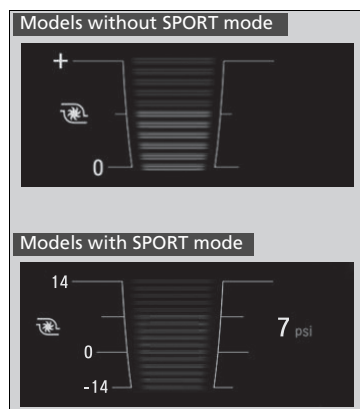 Models without SPORT mode
+
0
Models with SPORT mode
14
7 psi
0
-14